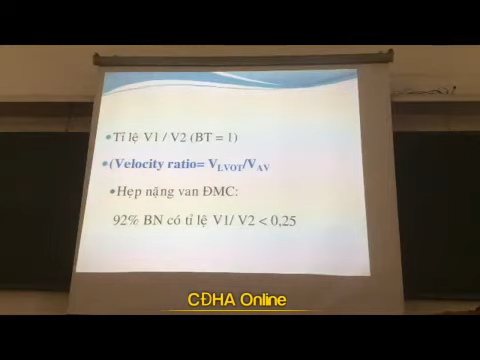 •Tỉ lệ V1 / V2 (BT = 1)
•(Velocity ratio= VLVOT/VAV
•Hẹp nặng van ĐMC:
92% BN có tỉ lệ V1/ V2 < 0,25
CĐHA Online